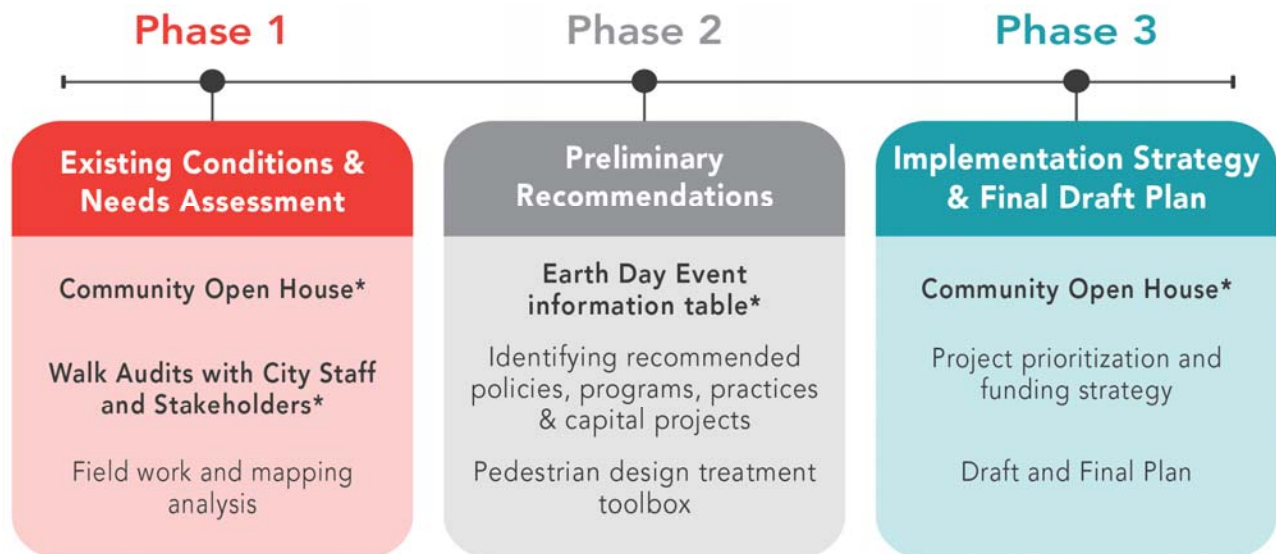 Phase 1
Phase 2
Phase 3
Existing Conditions &
Needs Assessment
Community Open House*
Walk Audits with City Staff
and Stakeholders*
Field work and mapping
analysis
Preliminary
Recommendations
Earth Day Event
information table*
Identifying recommended
policies, programs, practices
& capital projects
Pedestrian design treatment
toolbox
Implementation Strategy
& Final Draft Plan
Community Open House*
Project prioritization and
funding strategy
Draft and Final Plan